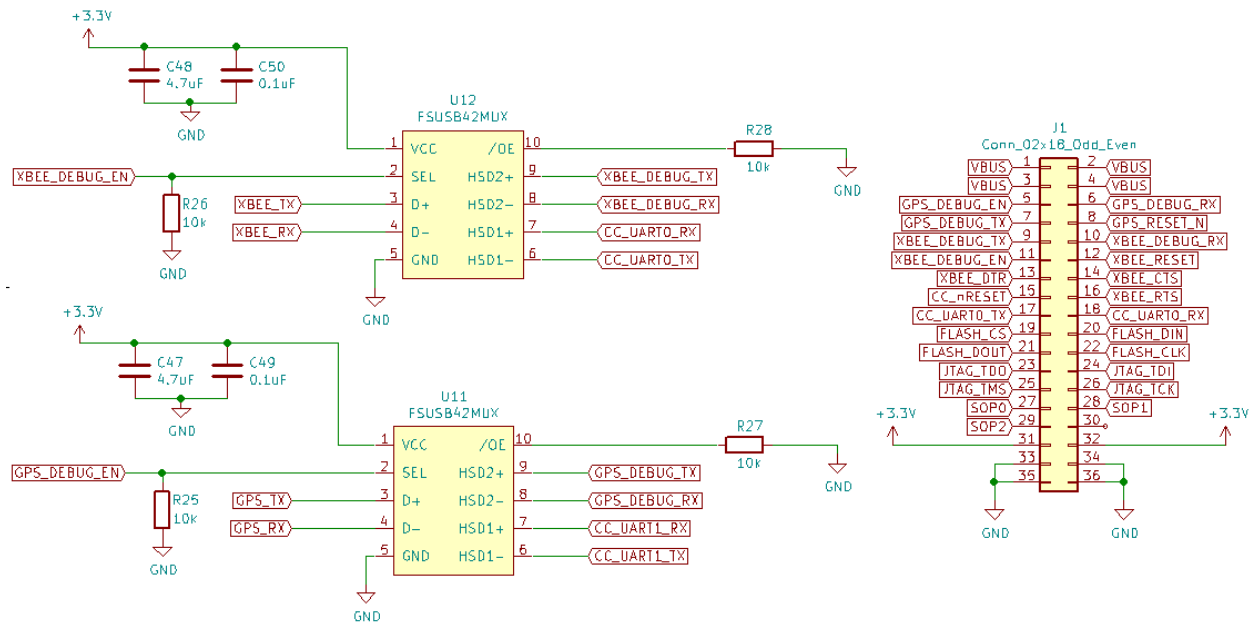 +3.3V
C48
4.7uF
C50
0.1uF
GND
U12
FSUSB42MUX
1 VCC /OE 10
2 SEL HSD2+ 9
3 D+ HSD2- 8
4 D- HSD1+ 7
5 GND HSD1- 6
XBEE_DEBUG_EN
R26
10k
GND
XBEE_TX
XBEE_RX
GND
XBEE_DEBUG_TX
XBEE_DEBUG_RX
CC_UART0_RX
CC_UART0_TX
R28
10k
GND
+3.3V
C47
4.7uF
C49
0.1uF
GND
U11
FSUSB42MUX
1 VCC /OE 10
2 SEL HSD2+ 9
3 D+ HSD2- 8
4 D- HSD1+ 7
5 GND HSD1- 6
GPS_DEBUG_EN
R25
10k
GND
GPS_TX
GPS_RX
GND
GPS_DEBUG_TX
GPS_DEBUG_RX
CC_UART1_RX
CC_UART1_TX
R27
10k
GND
J1
Conn_02x18_Odd_Even
VBUS 1 2 VBUS
VBUS 3 4 VBUS
GPS_DEBUG_EN 5 6 GPS_DEBUG_RX
GPS_DEBUG_TX 7 8 GPS_RESET_N
XBEE_DEBUG_TX 9 10 XBEE_DEBUG_RX
XBEE_DEBUG_EN 11 12 XBEE_RESET
XBEE_DTR 13 14 XBEE_CTS
CC_nRESET 15 16 XBEE_RTS
CC_UART0_TX 17 18 CC_UART0_RX
FLASH_CS 19 20 FLASH_DIN
FLASH_DOUT 21 22 FLASH_CLK
JTAG_TDO 23 24 JTAG_TDI
JTAG_TMS 25 26 JTAG_TCK
SOP0 27 28 SOP1
SOP2 29 30
+3.3V 31 32 +3.3V
33 34
35 36
GND GND